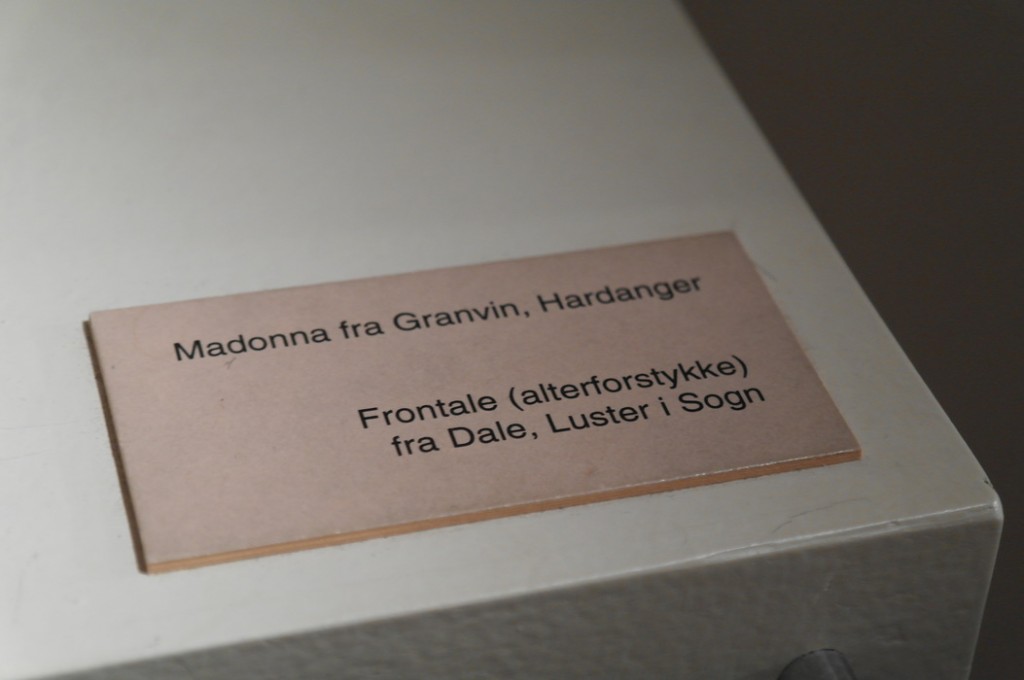 Madonna fra Granvin, Hardanger
Frontale (alterforstykke)
fra Dale, Luster i Sogn